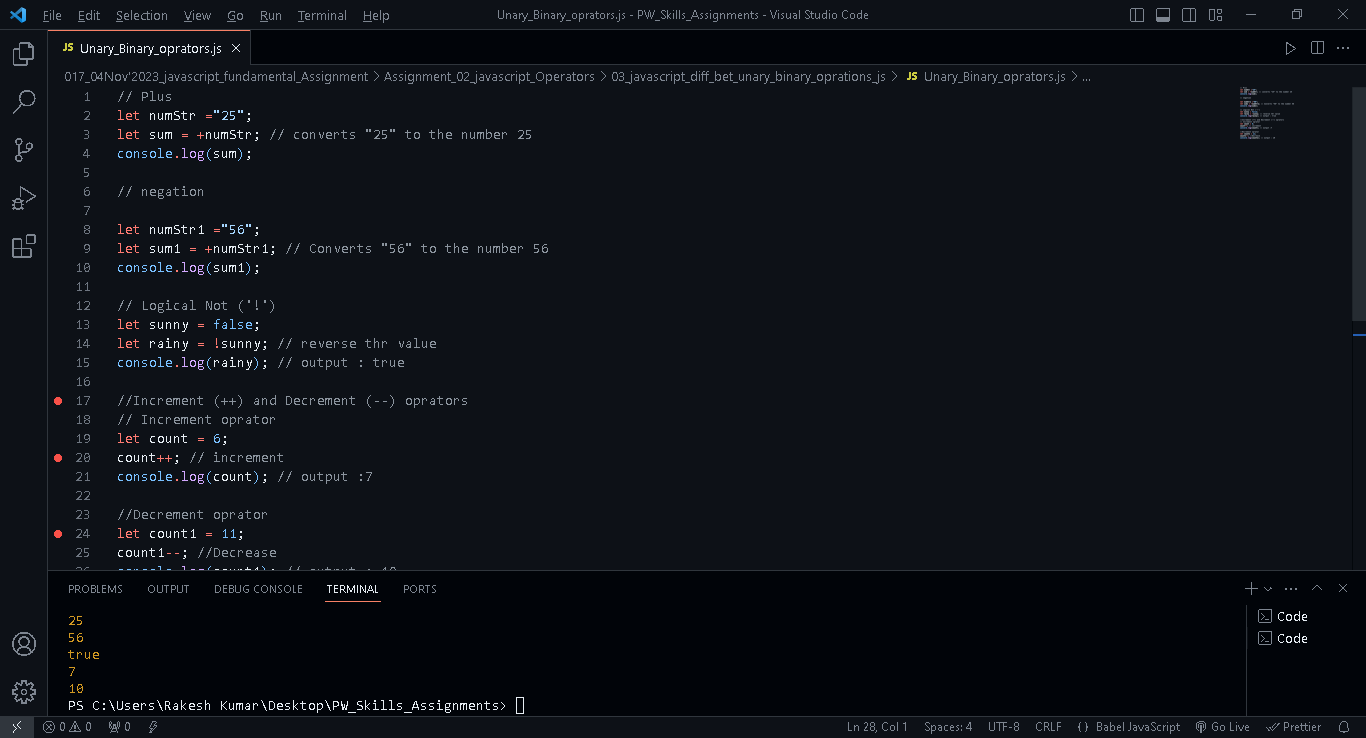 File Edit Selection View Go Run Terminal Help
Unary_Binary_oprators.js - PW_Skills_Assignments - Visual Studio Code
JS Unary_Binary_oprators.js
017_04Nov'2023_javascript_fundamental_Assignment > Assignment_02_javascript_Operators > 03_javascript_diff_bet_unary_binary_oprations_js > JS Unary_Binary_oprators.js > ...
1 // Plus
2 let numStr ="25";
3 let sum = +numStr; // converts "25" to the number 25
4 console.log(sum);
5
6 // negation
7
8 let numStr1 ="56";
9 let sum1 = +numStr1; // Converts "56" to the number 56
10 console.log(sum1);
11
12 // Logical Not ('!')
13 let sunny = false;
14 let rainy = !sunny; // reverse thr value
15 console.log(rainy); // output : true
16
17 //Increment (++) and Decrement (--) oprators
18 // Increment oprator
19 let count = 6;
20 count++; // increment
21 console.log(count); // output :7
22
23 //Decrement oprator
24 let count1 = 11;
25 count1--; //Decrease
26 console.log(count1); // output : 10
PROBLEMS OUTPUT DEBUG CONSOLE TERMINAL PORTS
25
56
true
7
10
PS C:\Users\Rakesh Kumar\Desktop\PW_Skills_Assignments>
Code
Code
0 0 0
Ln 28, Col 1 Spaces: 4 UTF-8 CRLF {} Babel JavaScript Go Live Prettier